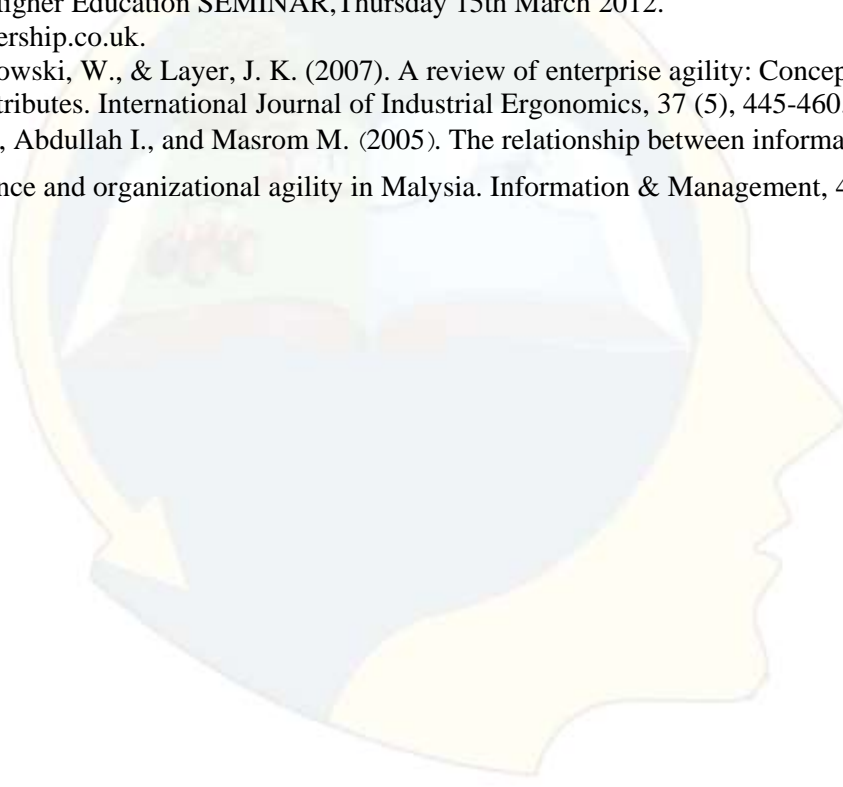 igher Education SEMINAR,Thursday 15th March 2012.
ership.co.uk.
owski, W., & Layer, J. K. (2007). A review of enterprise agility: Concep
tributes. International Journal of Industrial Ergonomics, 37 (5), 445-460.
, Abdullah I., and Masrom M. (2005). The relationship between informa
nce and organizational agility in Malysia. Information & Management, 4